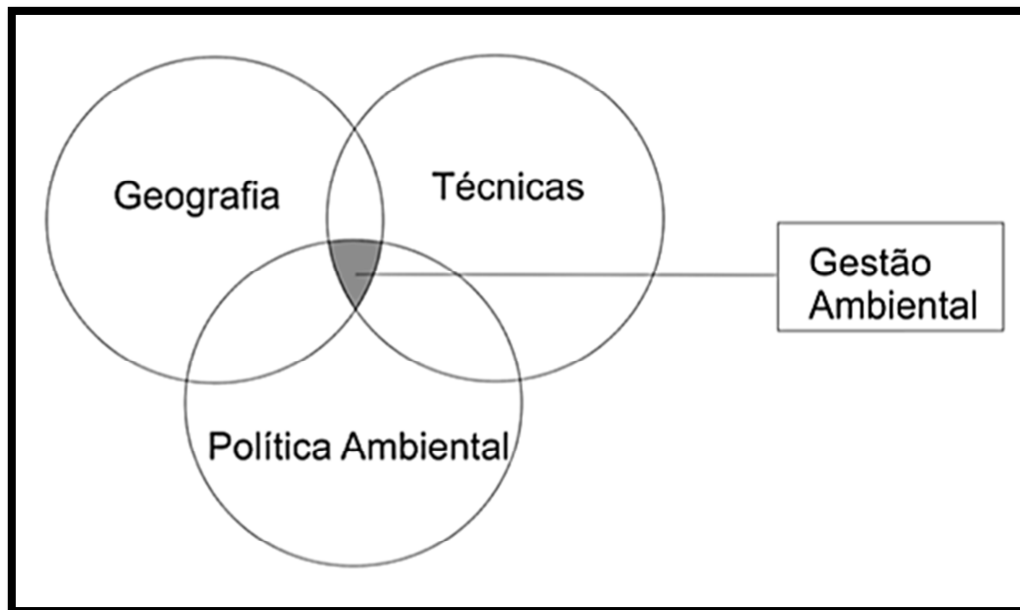 Geografia
Técnicas
Gestão
Ambiental
Política Ambiental